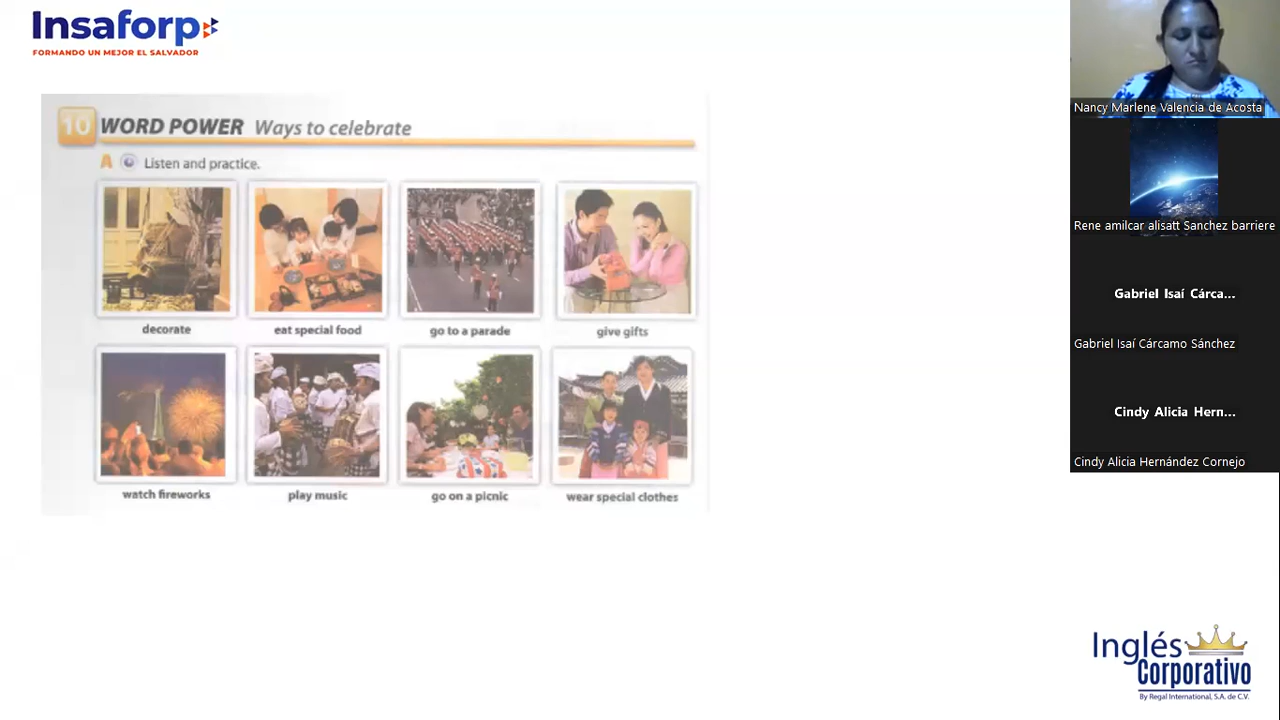 Insaforp
FORMANDO UN MEJOR EL SALVADOR
10 WORD POWER Ways to celebrate
A Listen and practice.
decorate
eat special food
go to a parade
give gifts
watch fireworks
play music
go on a picnic
wear special clothes
Nancy Marlene Valencia de Acosta
Rene amilcar alisatt Sanchez barriere
Gabriel Isaí Cárca...
Gabriel Isaí Cárcamo Sánchez
Cindy Alicia Hern...
Cindy Alicia Hernández Cornejo
Inglés
Corporativo
By Regal International, S.A. de C.V.